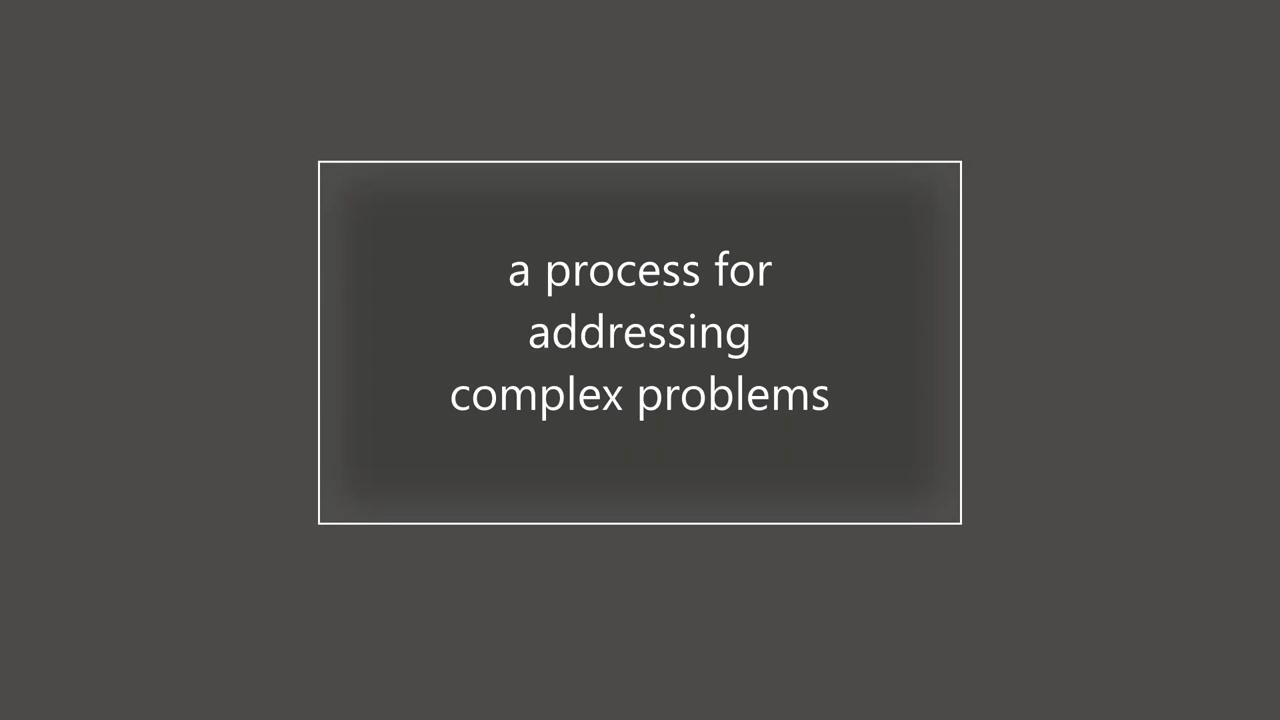 a process for
addressing
complex problems